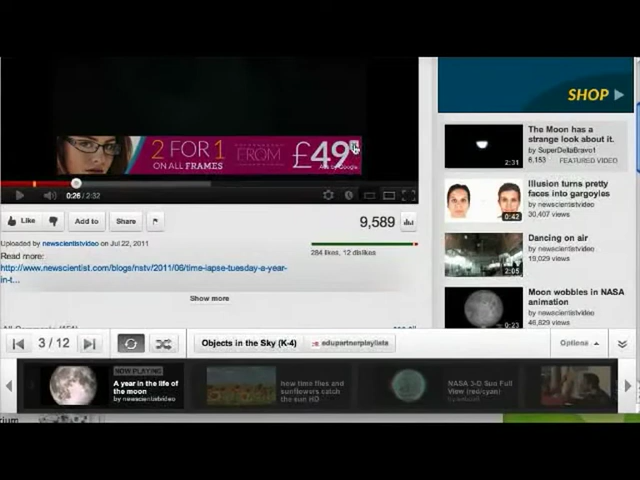 SHOP
2 FOR 1
ON ALL FRAMES
FROM
£49
Ads by Google
0:26 / 2:32
Like
Add to
Share
9,589
Uploaded by newscientistvideo on Jul 22, 2011
284 likes, 12 dislikes
Read more:
http://www.newscientist.com/blogs/nstv/2011/06/time-lapse-tuesday-a-year-
in-t...
Show more
2:31
The Moon has a
strange look about it.
by SuperDeltaBravo1
6,153 FEATURED VIDEO
0:42
Illusion turns pretty
faces into gargoyles
by newscientistvideo
30,407 views
2:05
Dancing on air
by newscientistvideo
19,029 views
0:23
Moon wobbles in NASA
animation
by newscientistvideo
46,629 views
3 / 12
Objects in the Sky (K-4)
edupartnerplaylists
Options
NOW PLAYING
A year in the life of
the moon
by newscientistvideo
new time flies and
sunflowers catch
the sun HD
NASA 3-D Sun Full
View (red/cyan)